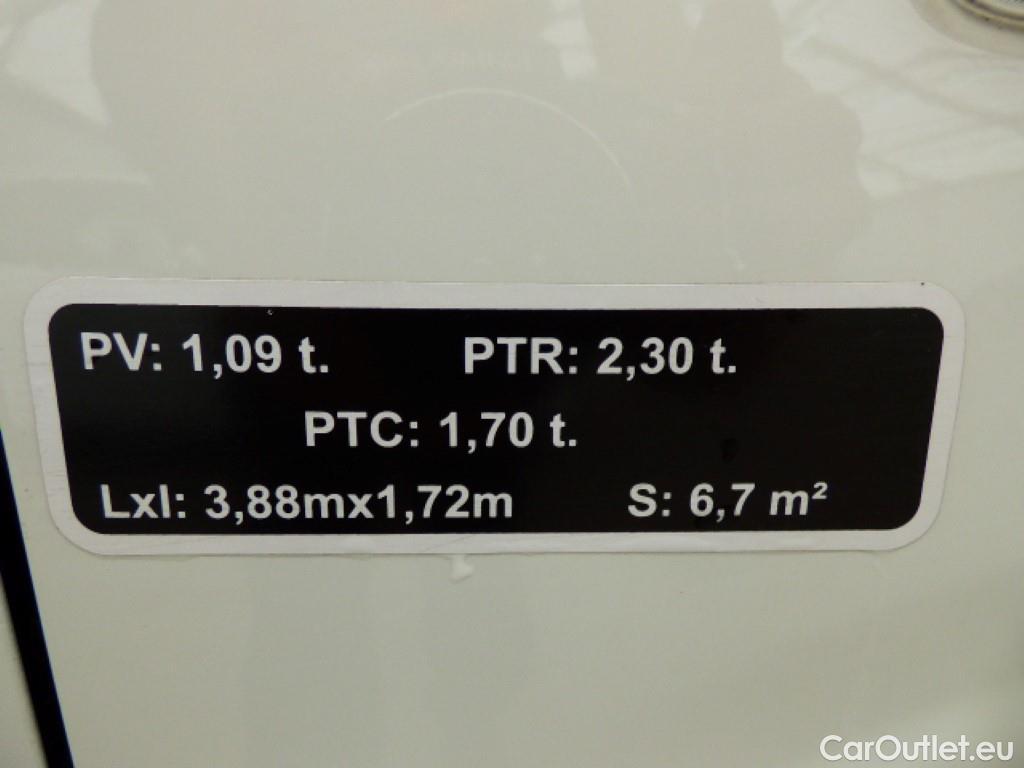 PV: 1,09 t. PTR: 2,30 t.
PTC: 1,70 t.
Lxl: 3,88mx1,72m S: 6,7 m²
CarOutlet.eu